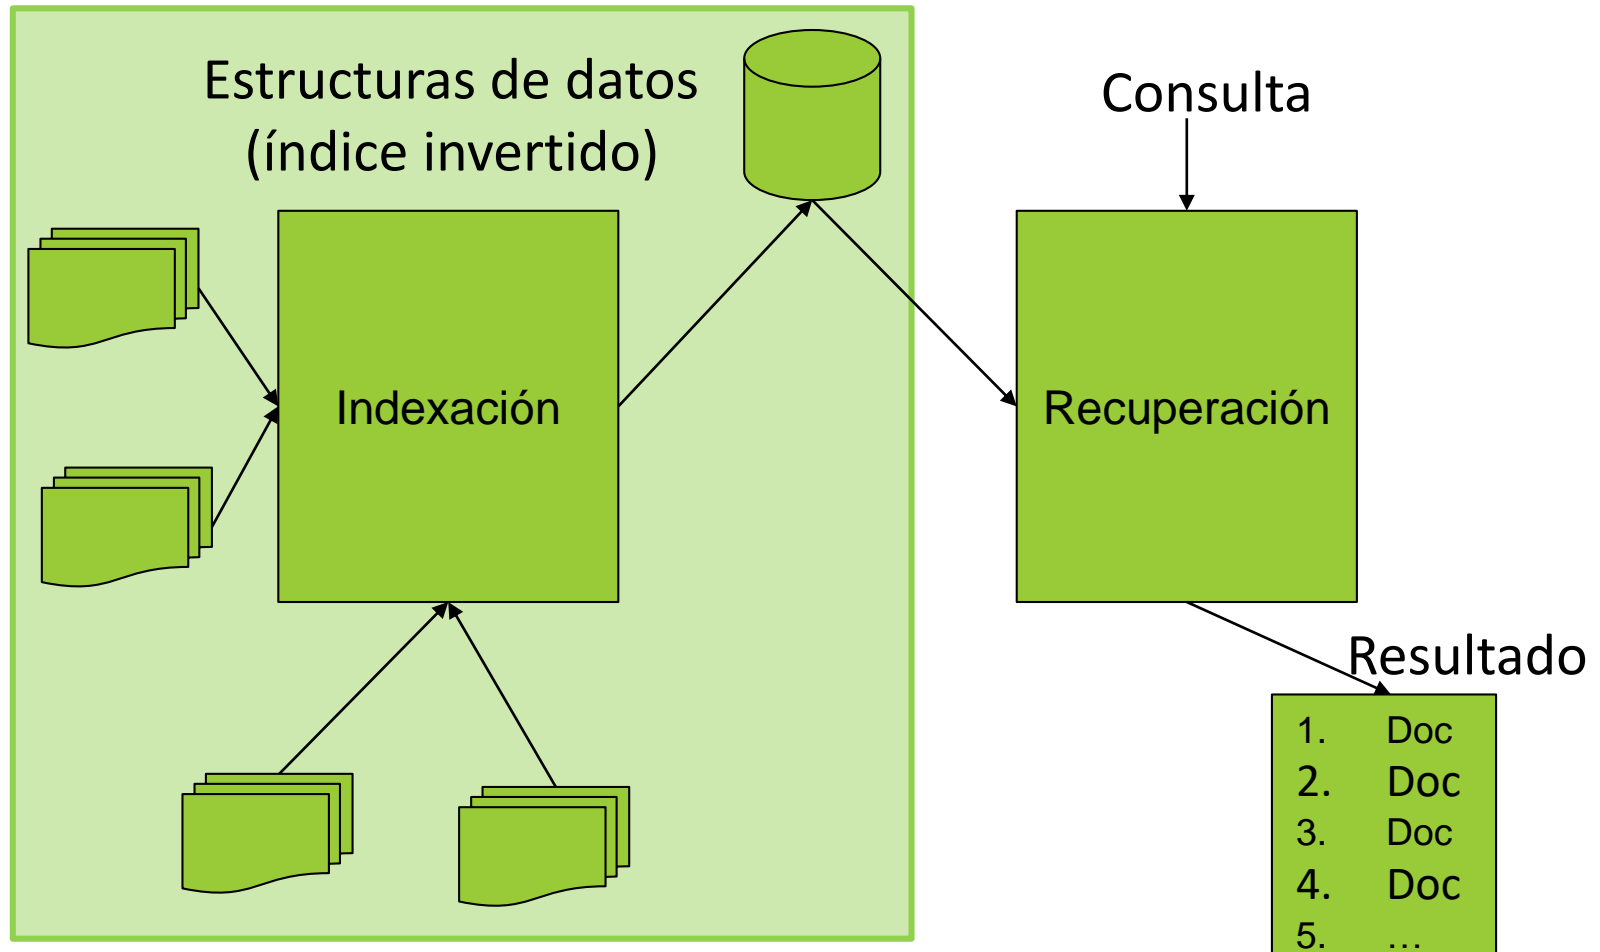 Estructuras de datos
(índice invertido)
Consulta
Indexación
Recuperación
Resultado
1. Doc
2. Doc
3. Doc
4. Doc
5. …